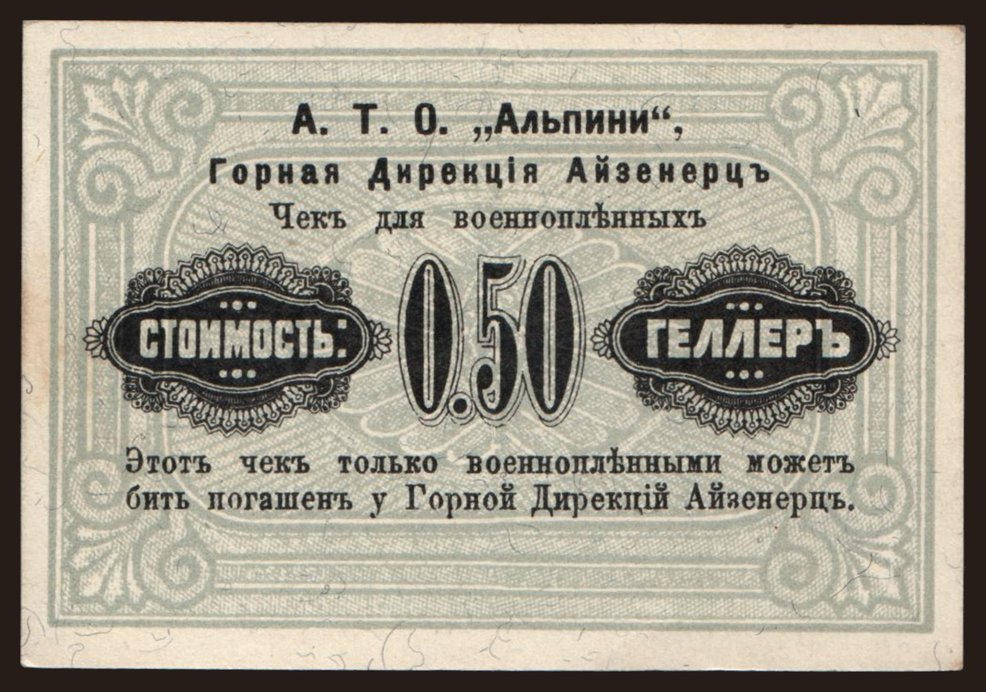 А. Т. О. „Альпини“,
Горная Дирекція Айзенерцъ
Чекъ для военноплѣнныхъ
СТОИМОСТЬ: 0.50 ГЕЛЛЕРЪ
Этотъ чекъ только военноплѣнными можетъ
бить погашенъ у Горной Дирекцій Айзенерцъ.